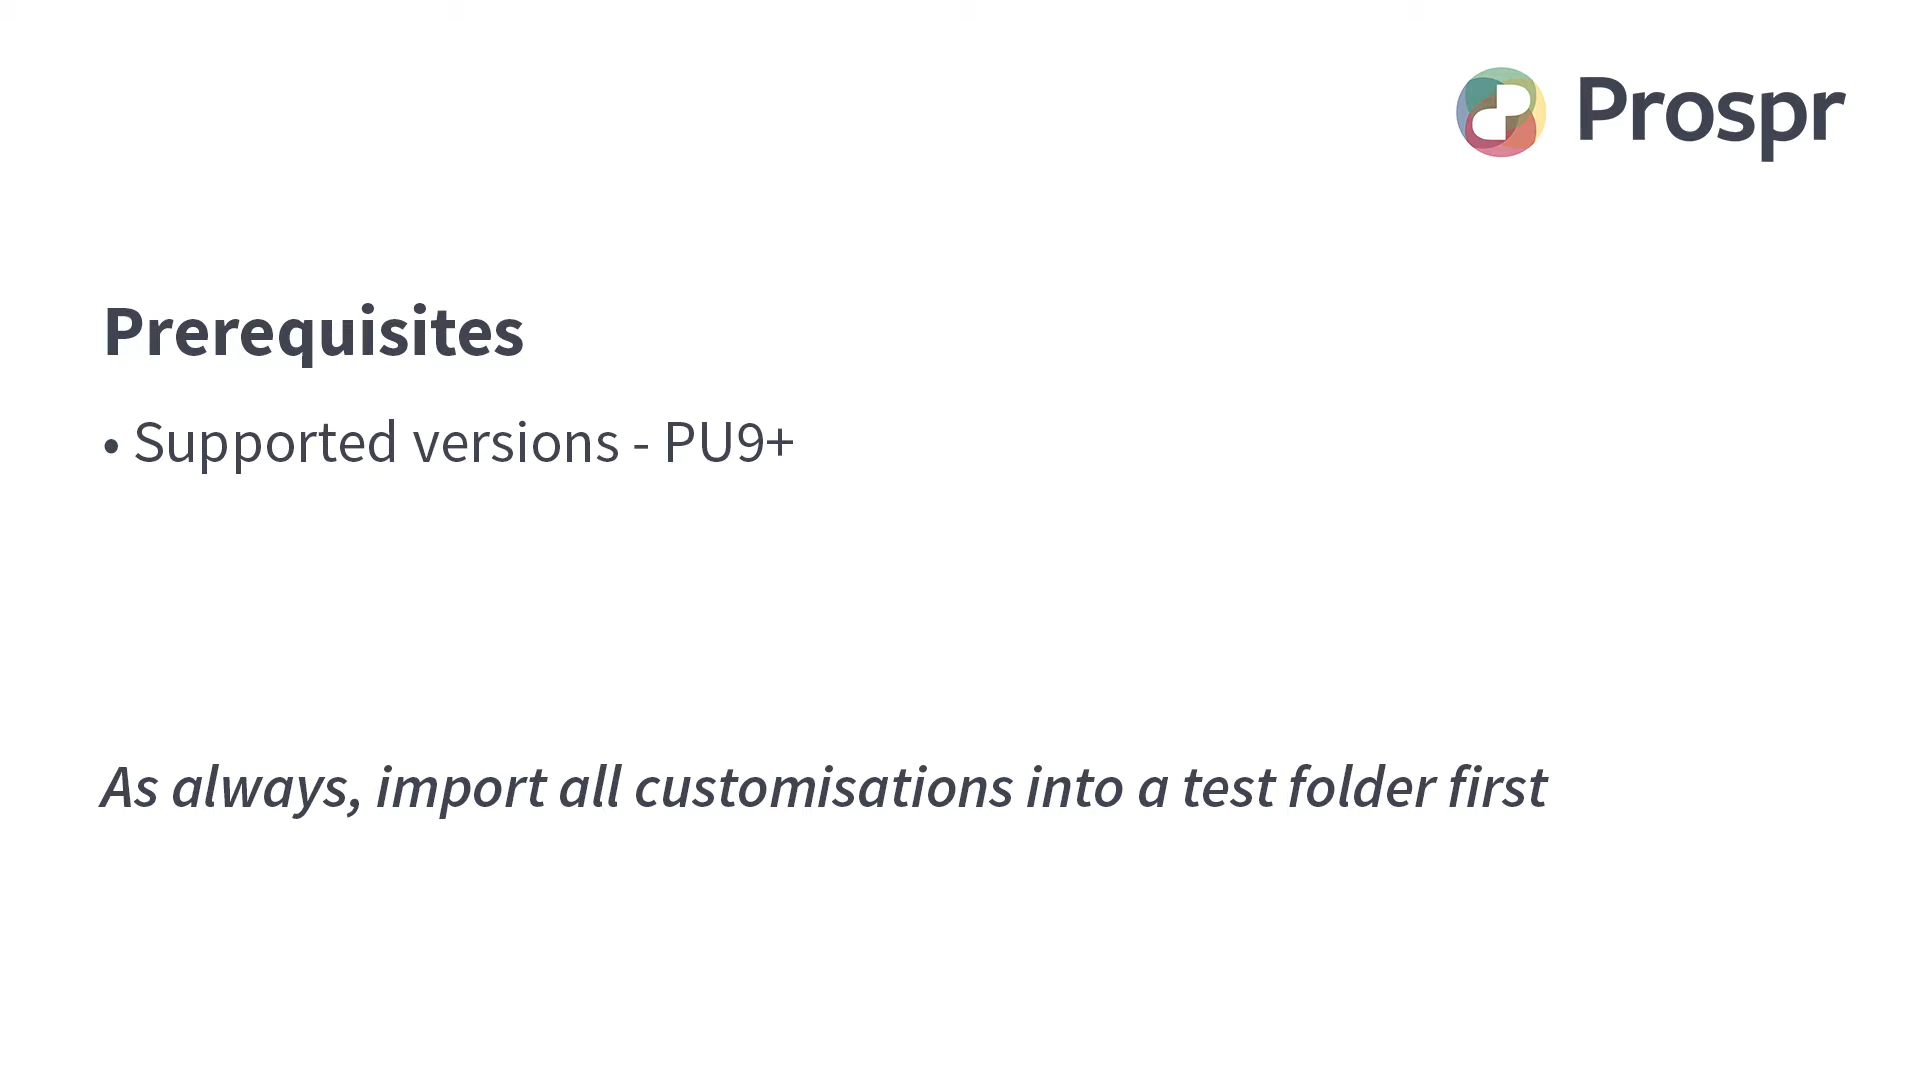 Prospr
Prerequisites
• Supported versions - PU9+
As always, import all customisations into a test folder first